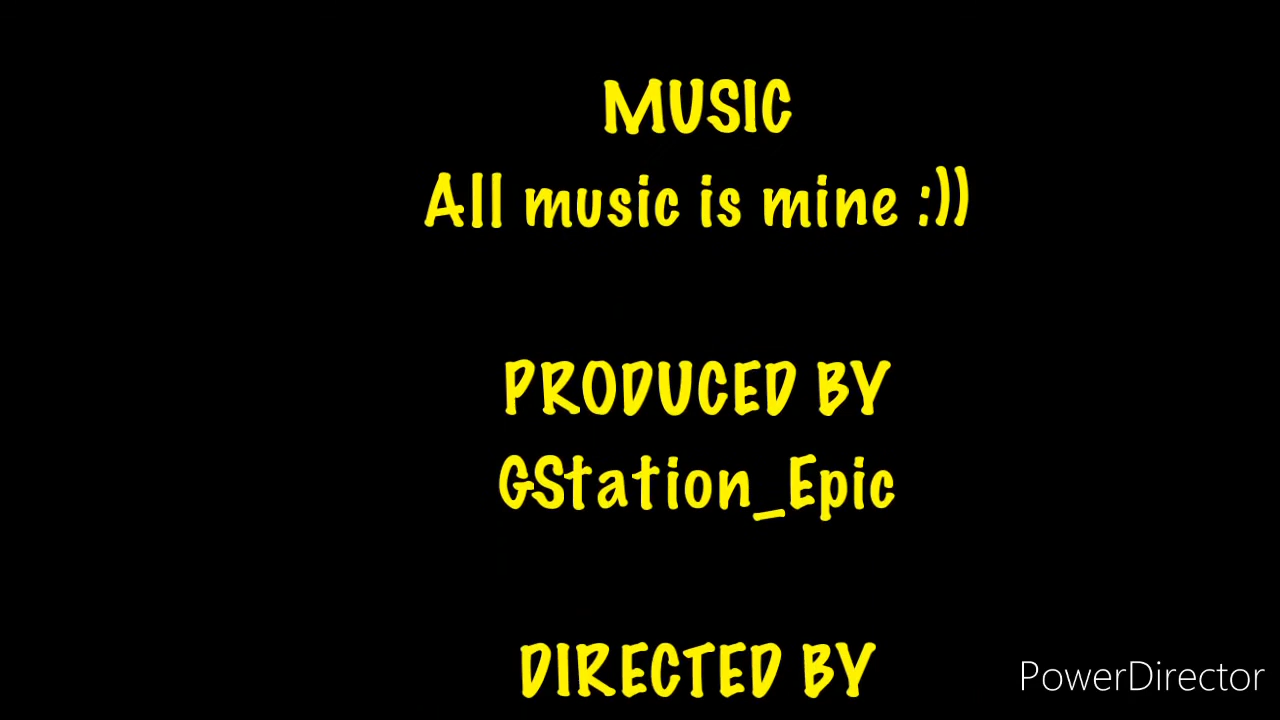 MUSIC
All music is mine :))
PRODUCED BY
GStation_Epic
DIRECTED BY
PowerDirector